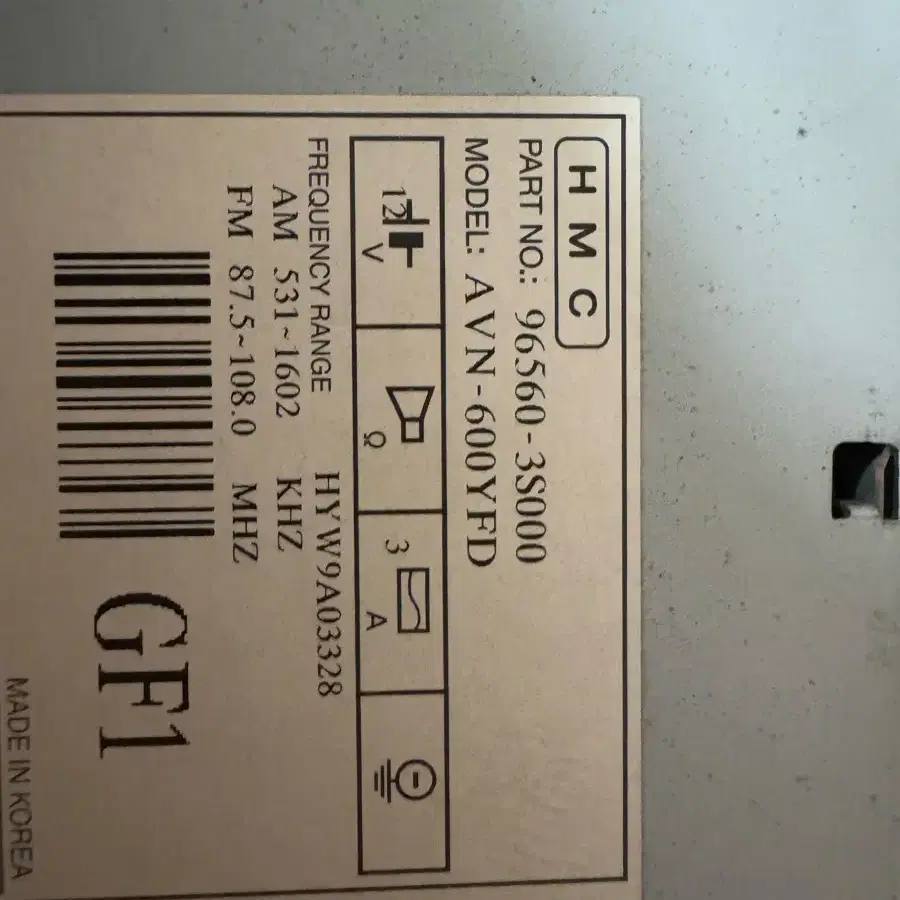 HMC
PART NO.: 96560-3S000
MODEL: AVN-600YFD
12 V
Ω
3 A
FREQUENCY RANGE HYW9A03328
AM 531~1602 KHZ
FM 87.5~108.0 MHZ
GF1
MADE IN KOREA